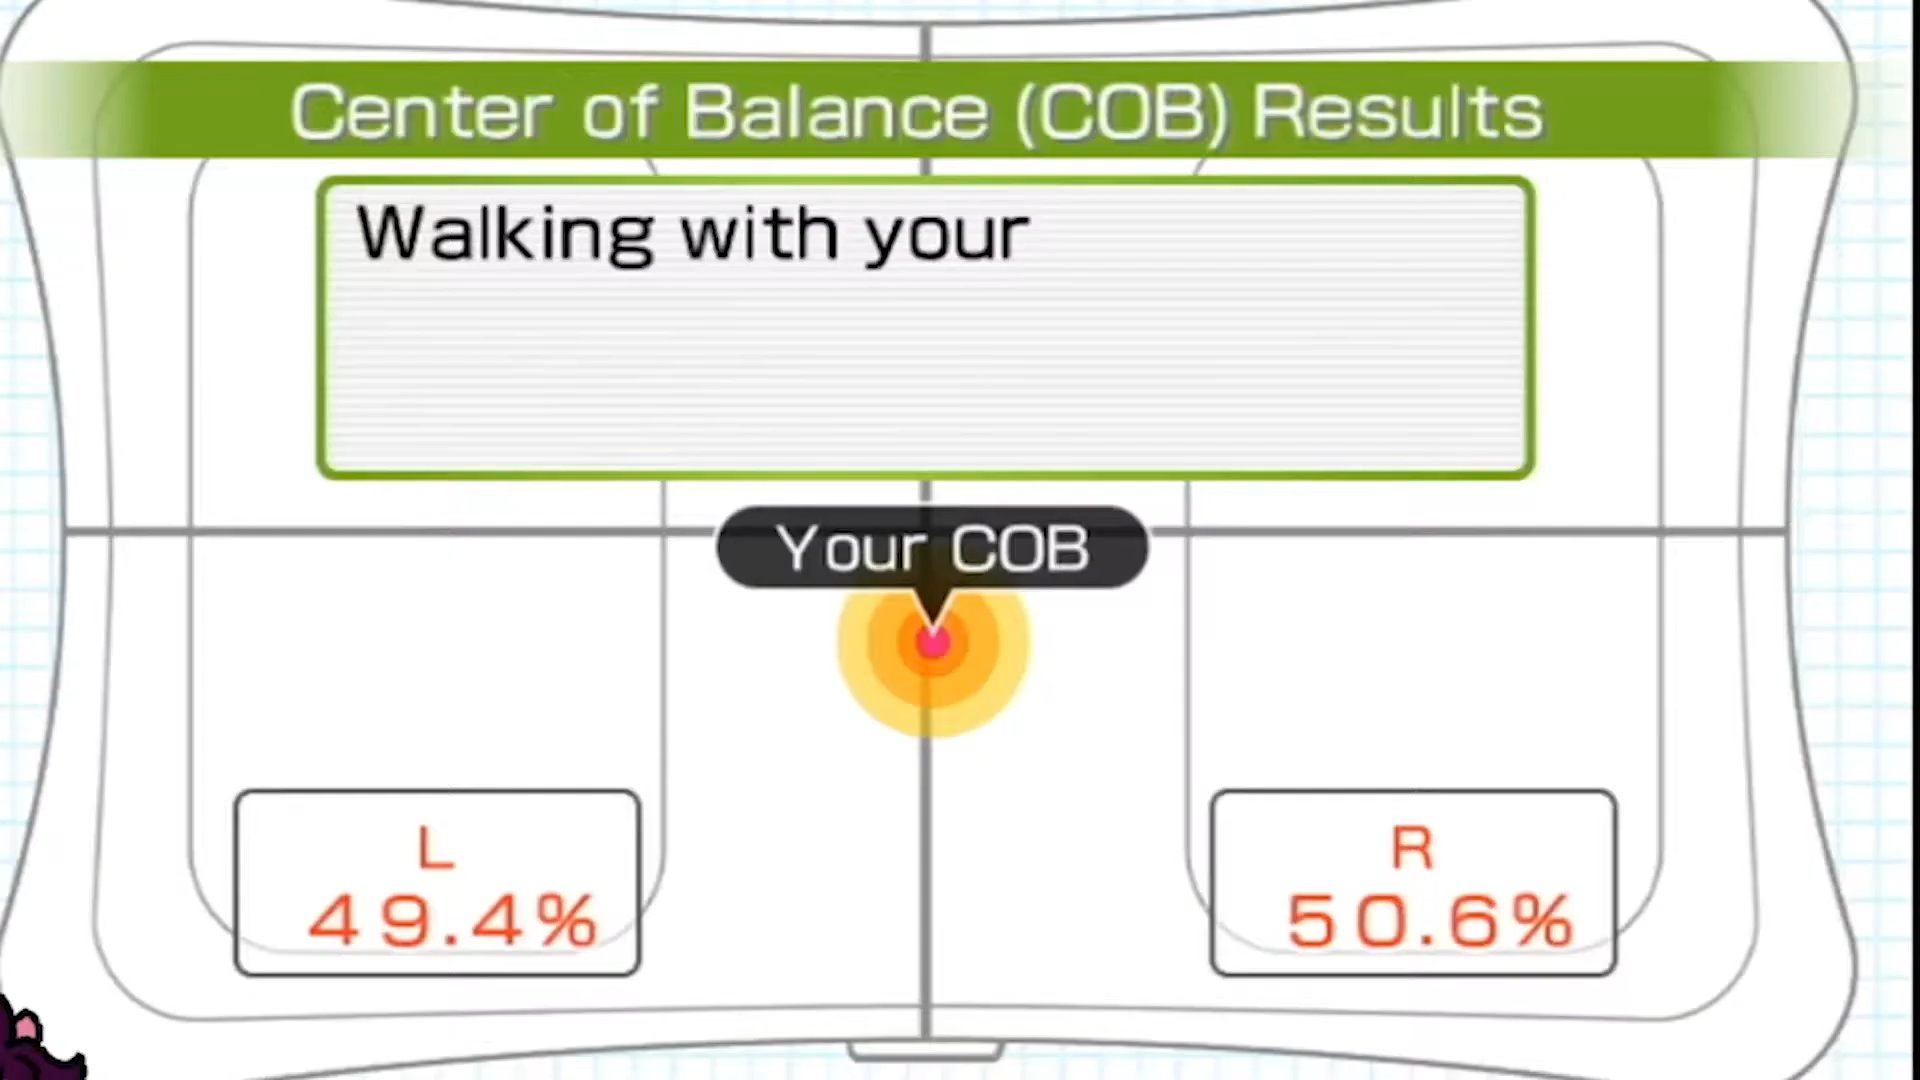 Center of Balance (COB) Results
Walking with your
Your COB
L
49.4%
R
50.6%